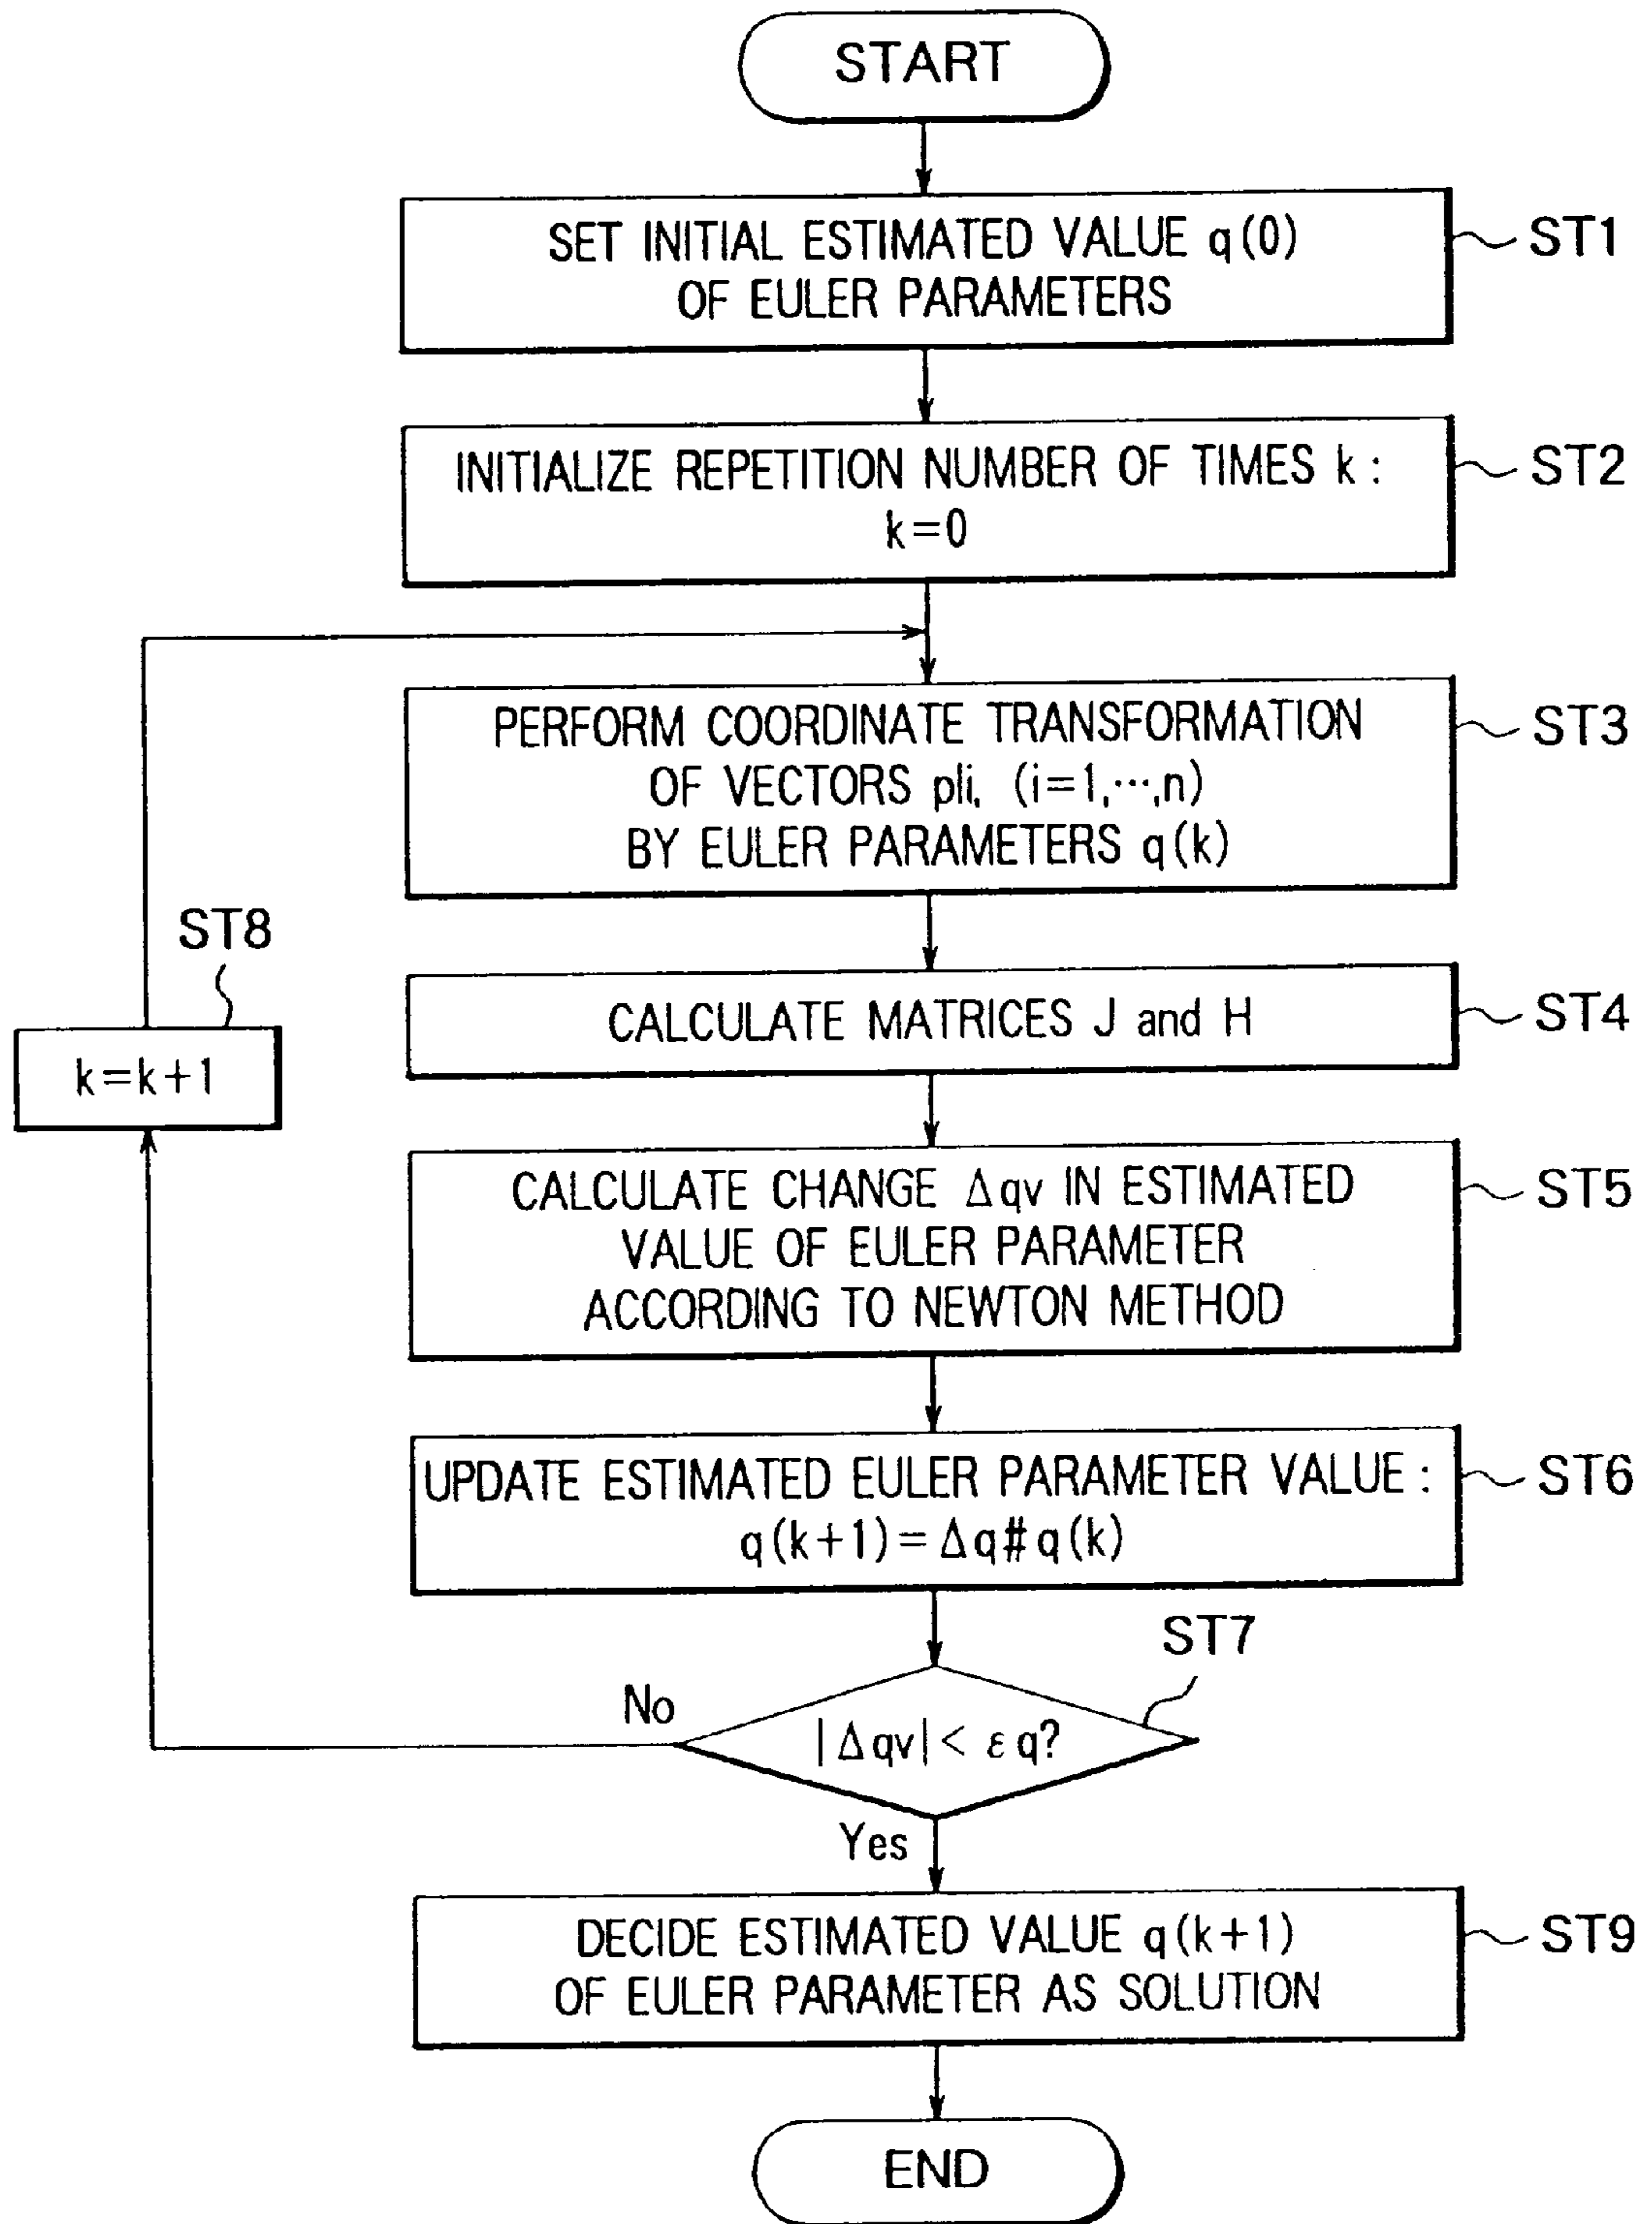 START
SET INITIAL ESTIMATED VALUE q(0)
OF EULER PARAMETERS
ST1
INITIALIZE REPETITION NUMBER OF TIMES k:
k=0
ST2
PERFORM COORDINATE TRANSFORMATION
OF VECTORS pli, (i=1,···,n)
BY EULER PARAMETERS q(k)
ST3
ST8
k=k+1
CALCULATE MATRICES J and H
ST4
CALCULATE CHANGE Δqv IN ESTIMATED
VALUE OF EULER PARAMETER
ACCORDING TO NEWTON METHOD
ST5
UPDATE ESTIMATED EULER PARAMETER VALUE:
q(k+1)=Δq#q(k)
ST6
ST7
No
|Δqv|< εq?
Yes
DECIDE ESTIMATED VALUE q(k+1)
OF EULER PARAMETER AS SOLUTION
ST9
END